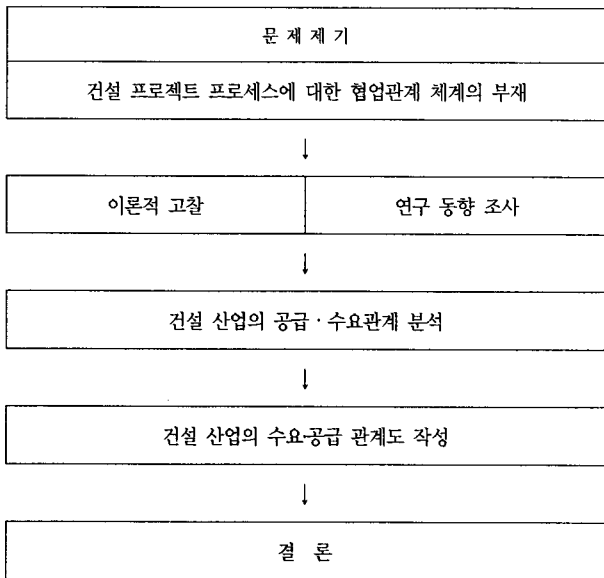 문 제 제 기
건설 프로젝트 프로세스에 대한 협업관계 체계의 부재
↓
이론적 고찰
연구 동향 조사
↓
건설 산업의 공급 · 수요관계 분석
↓
건설 산업의 수요·공급 관계도 작성
↓
결 론